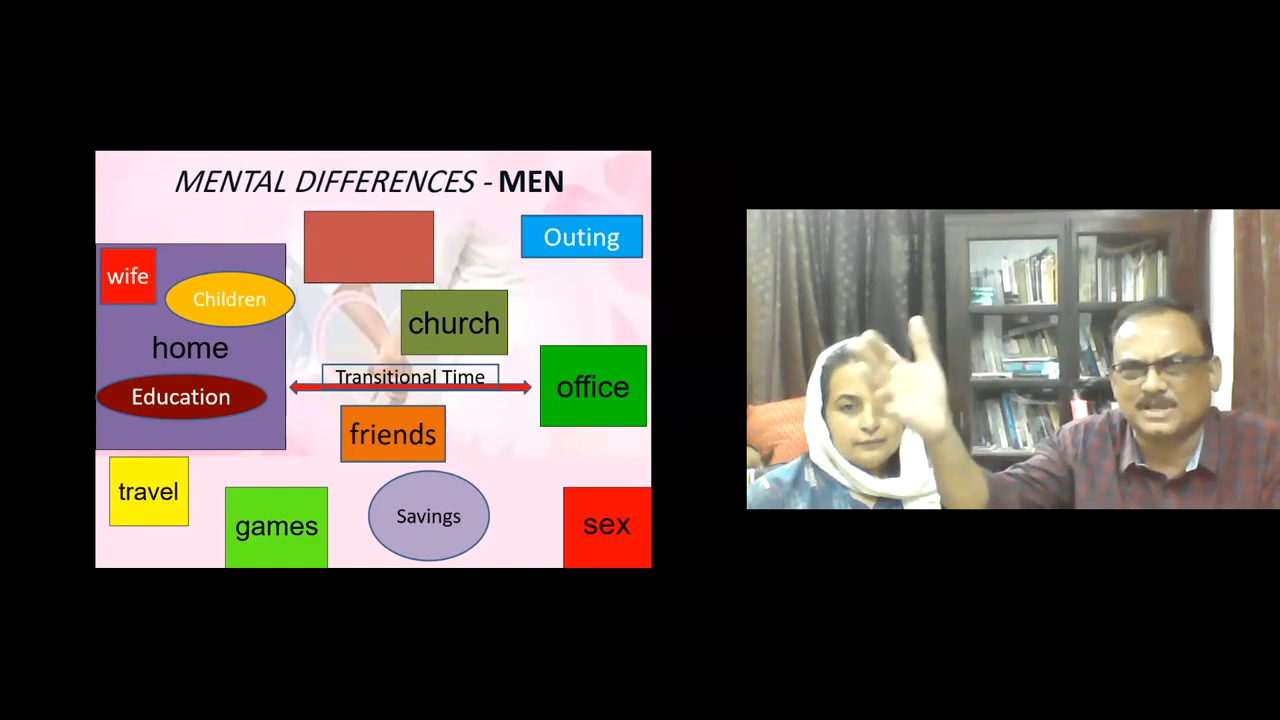 MENTAL DIFFERENCES - MEN
Outing
wife
Children
church
home
Transitional Time
office
Education
friends
travel
games
Savings
sex